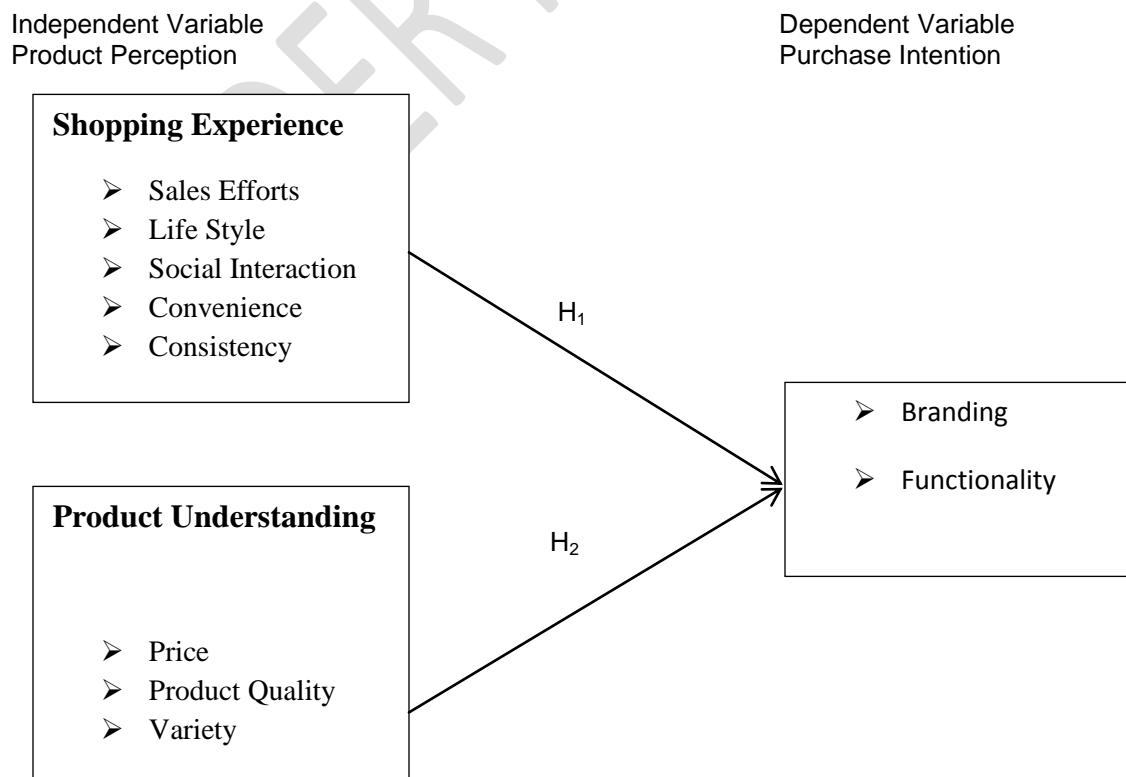 Independent Variable
Product Perception
Dependent Variable
Purchase Intention
Shopping Experience
➢ Sales Efforts
➢ Life Style
➢ Social Interaction
➢ Convenience
➢ Consistency
H₁
➢ Branding
➢ Functionality
Product Understanding
H₂
➢ Price
➢ Product Quality
➢ Variety